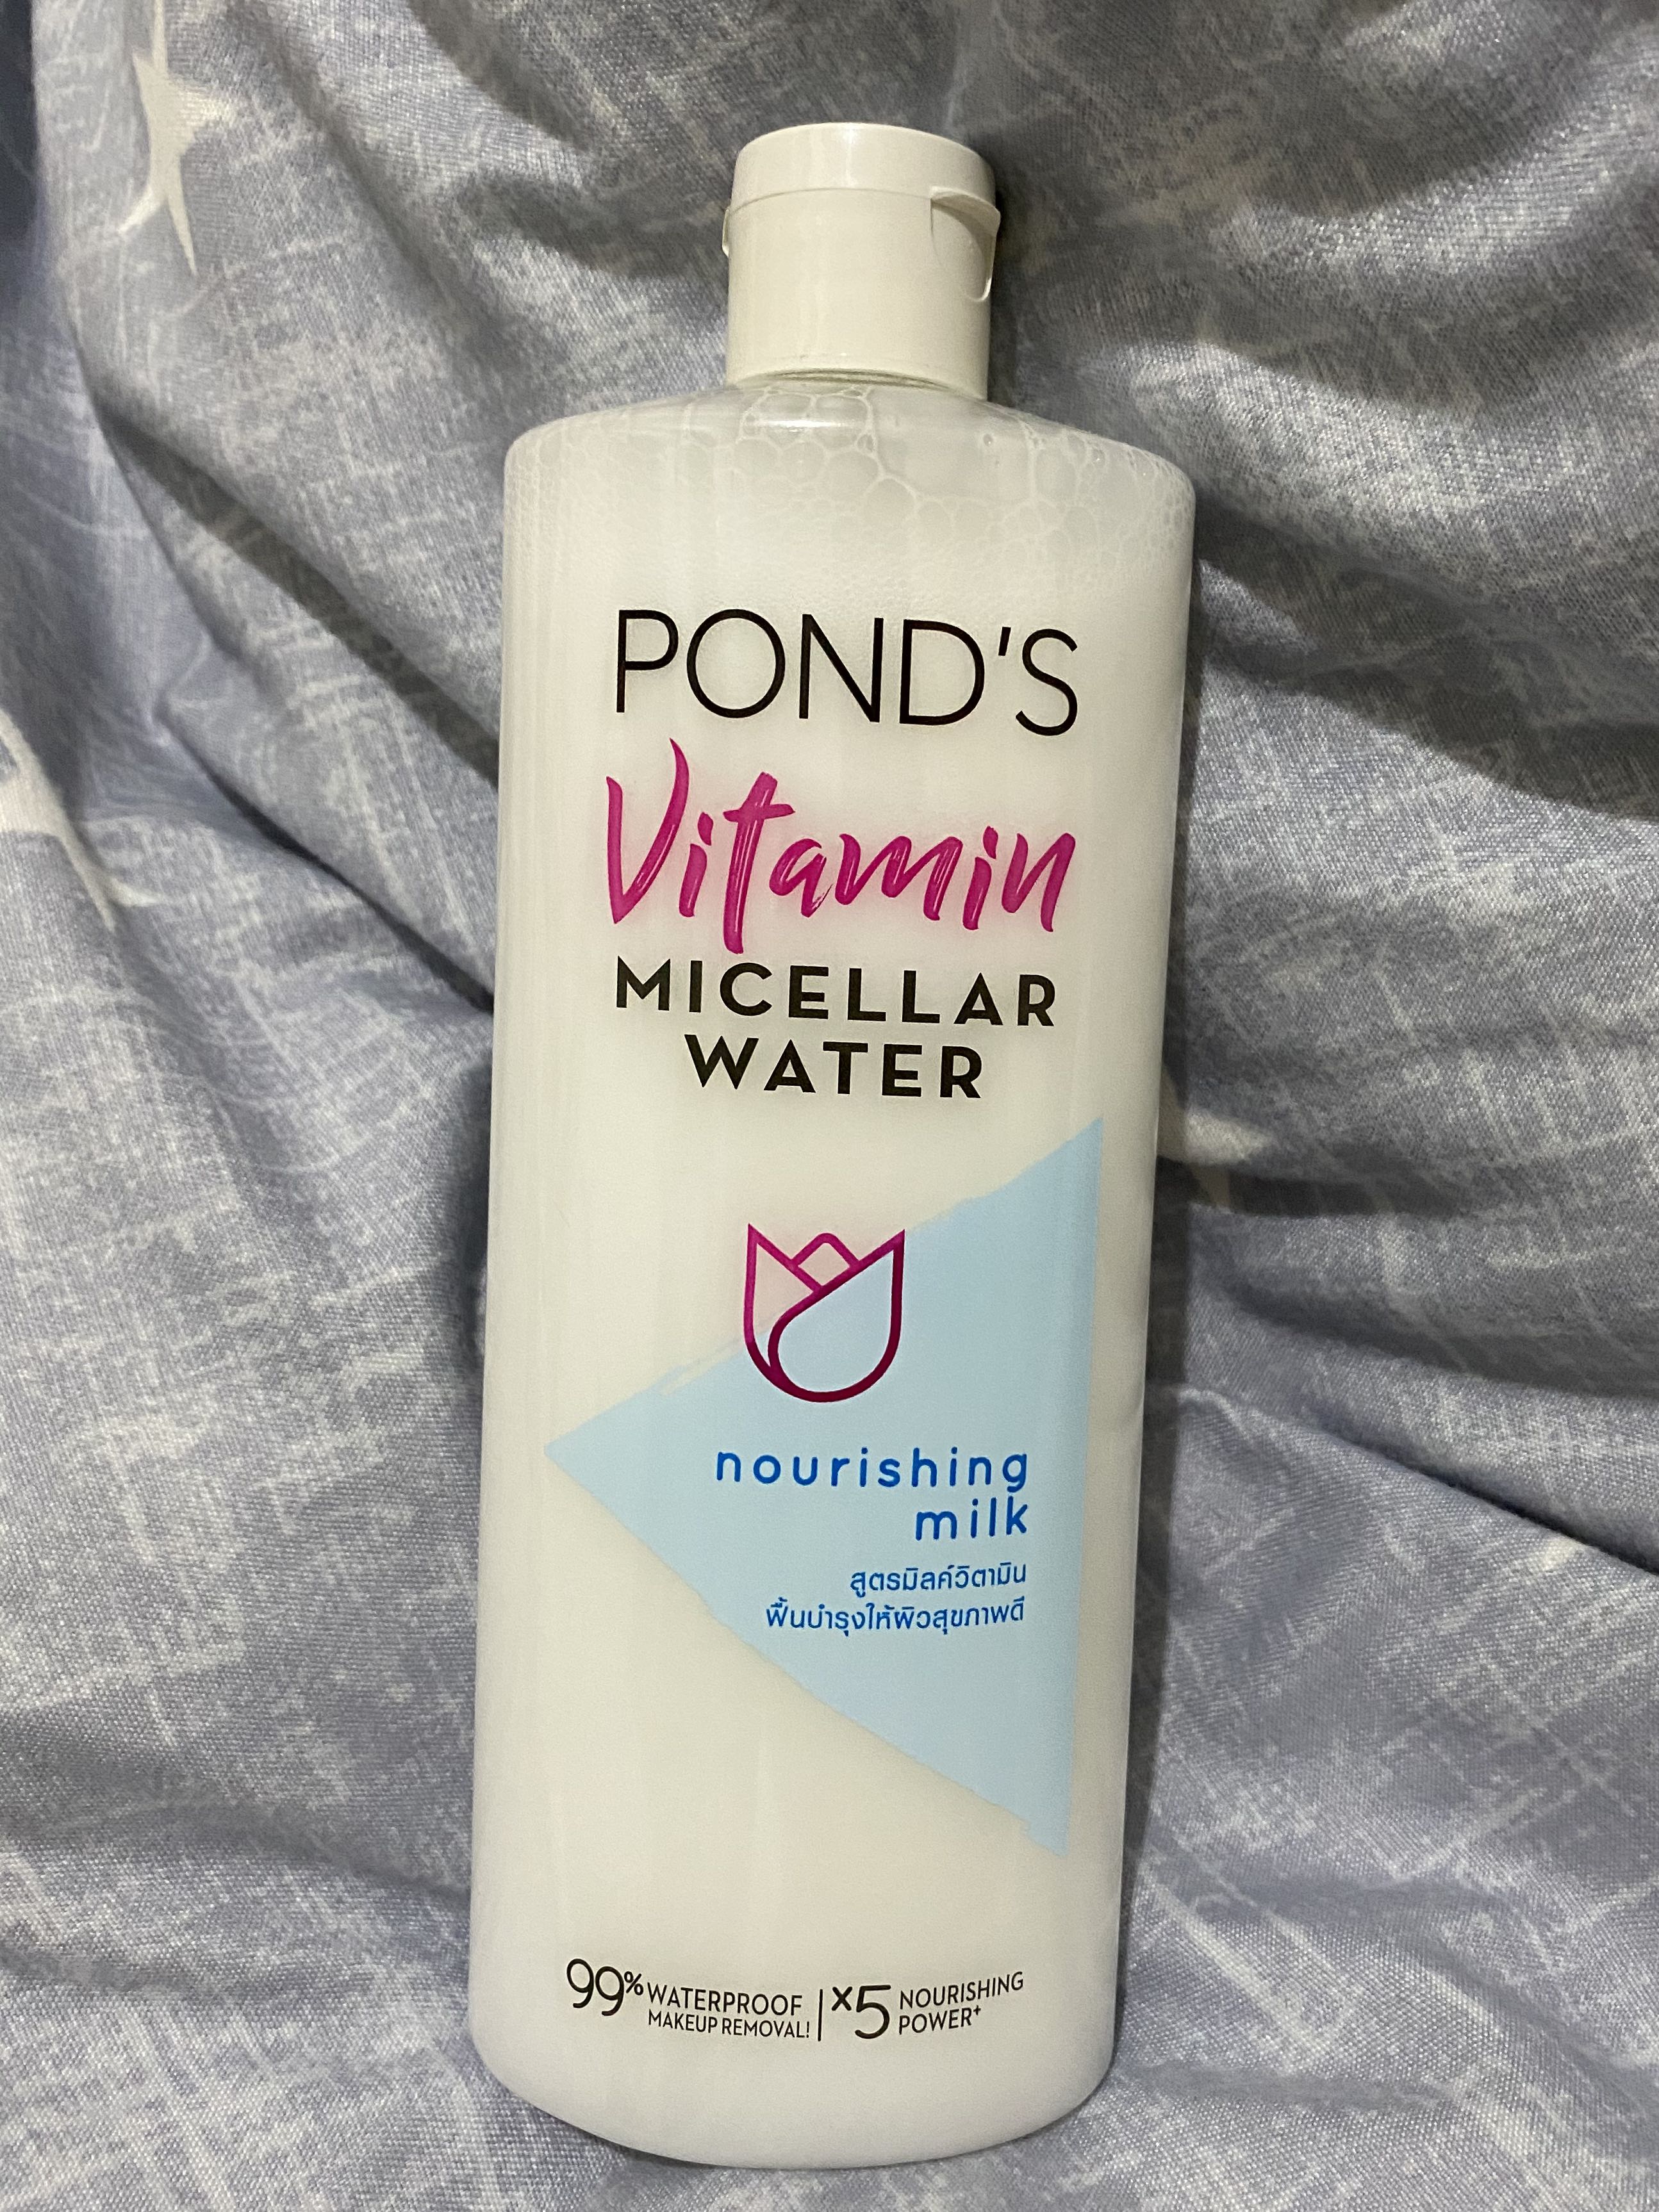 POND'S
Vitamin
MICELLAR
WATER
nourishing
milk
สูตรมิลค์วิตามิน
ฟื้นบำรุงให้ผิวสุขภาพดี
99% WATERPROOF
MAKEUP REMOVAL!
x5 NOURISHING
POWER+